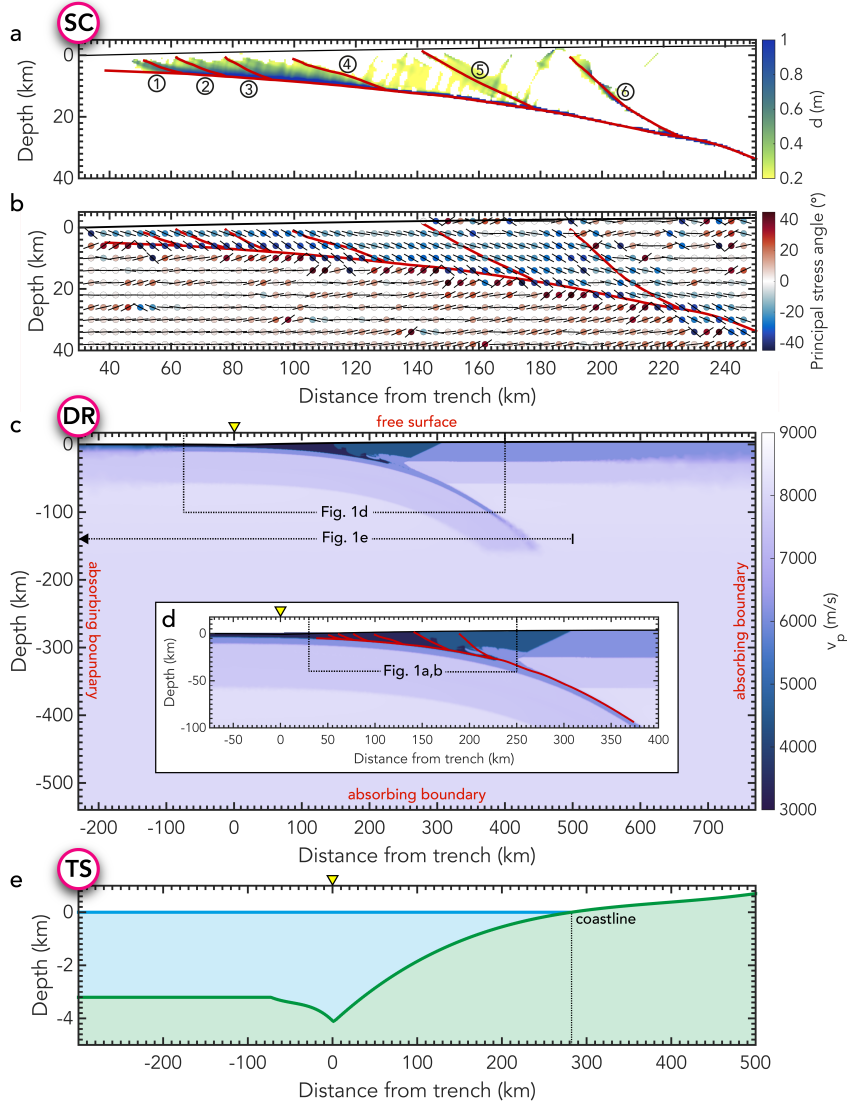 SC
a
0
20
40
Depth (km)
1
2
3
4
5
6
1
0.8
0.6
0.4
0.2
d (m)
b
0
20
40
Depth (km)
40
20
0
-20
-40
Principal stress angle (°)
40 60 80 100 120 140 160 180 200 220 240
Distance from trench (km)
DR
c
free surface
0
-100
-200
-300
-400
-500
Depth (km)
Fig. 1d
Fig. 1e
absorbing boundary
absorbing boundary
9000
8000
7000
6000
5000
4000
3000
vp (m/s)
d
0
-50
-100
Depth (km)
Fig. 1a,b
-50 0 50 100 150 200 250 300 350 400
Distance from trench (km)
absorbing boundary
-200 -100 0 100 200 300 400 500 600 700
Distance from trench (km)
TS
e
0
-2
-4
Depth (km)
coastline
-200 -100 0 100 200 300 400 500
Distance from trench (km)